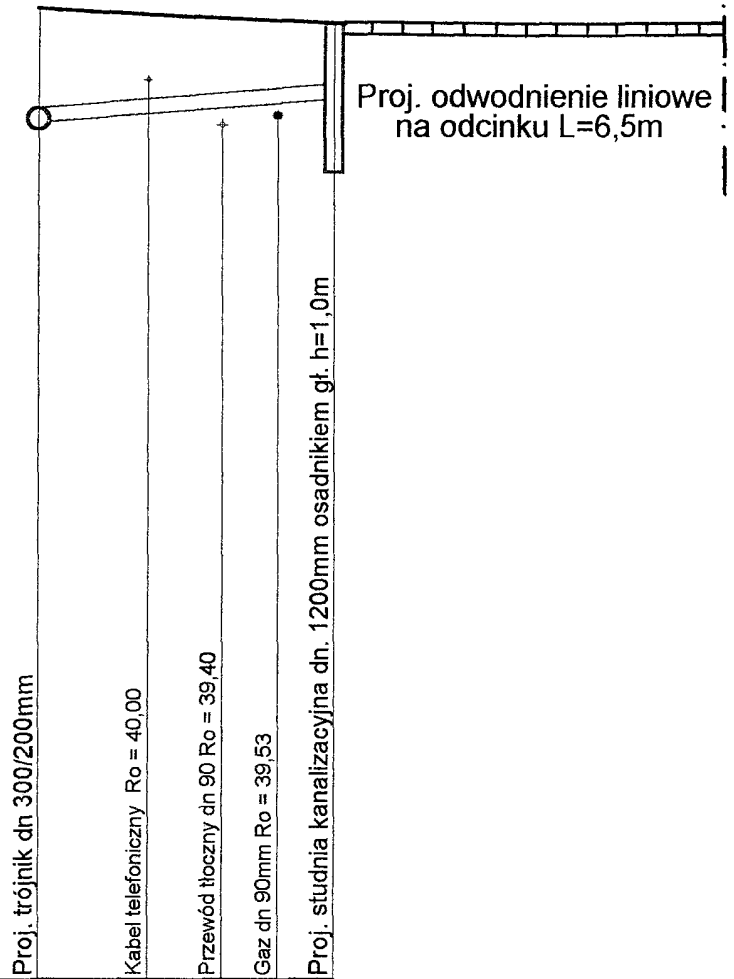 Proj. odwodnienie liniowe
na odcinku L=6,5m
Proj. trójnik dn 300/200mm
Kabel telefoniczny Ro = 40,00
Przewód tłoczny dn 90 Ro = 39,40
Gaz dn 90mm Ro = 39,53
Proj. studnia kanalizacyjna dn. 1200mm osadnikiem gł. h=1,0m